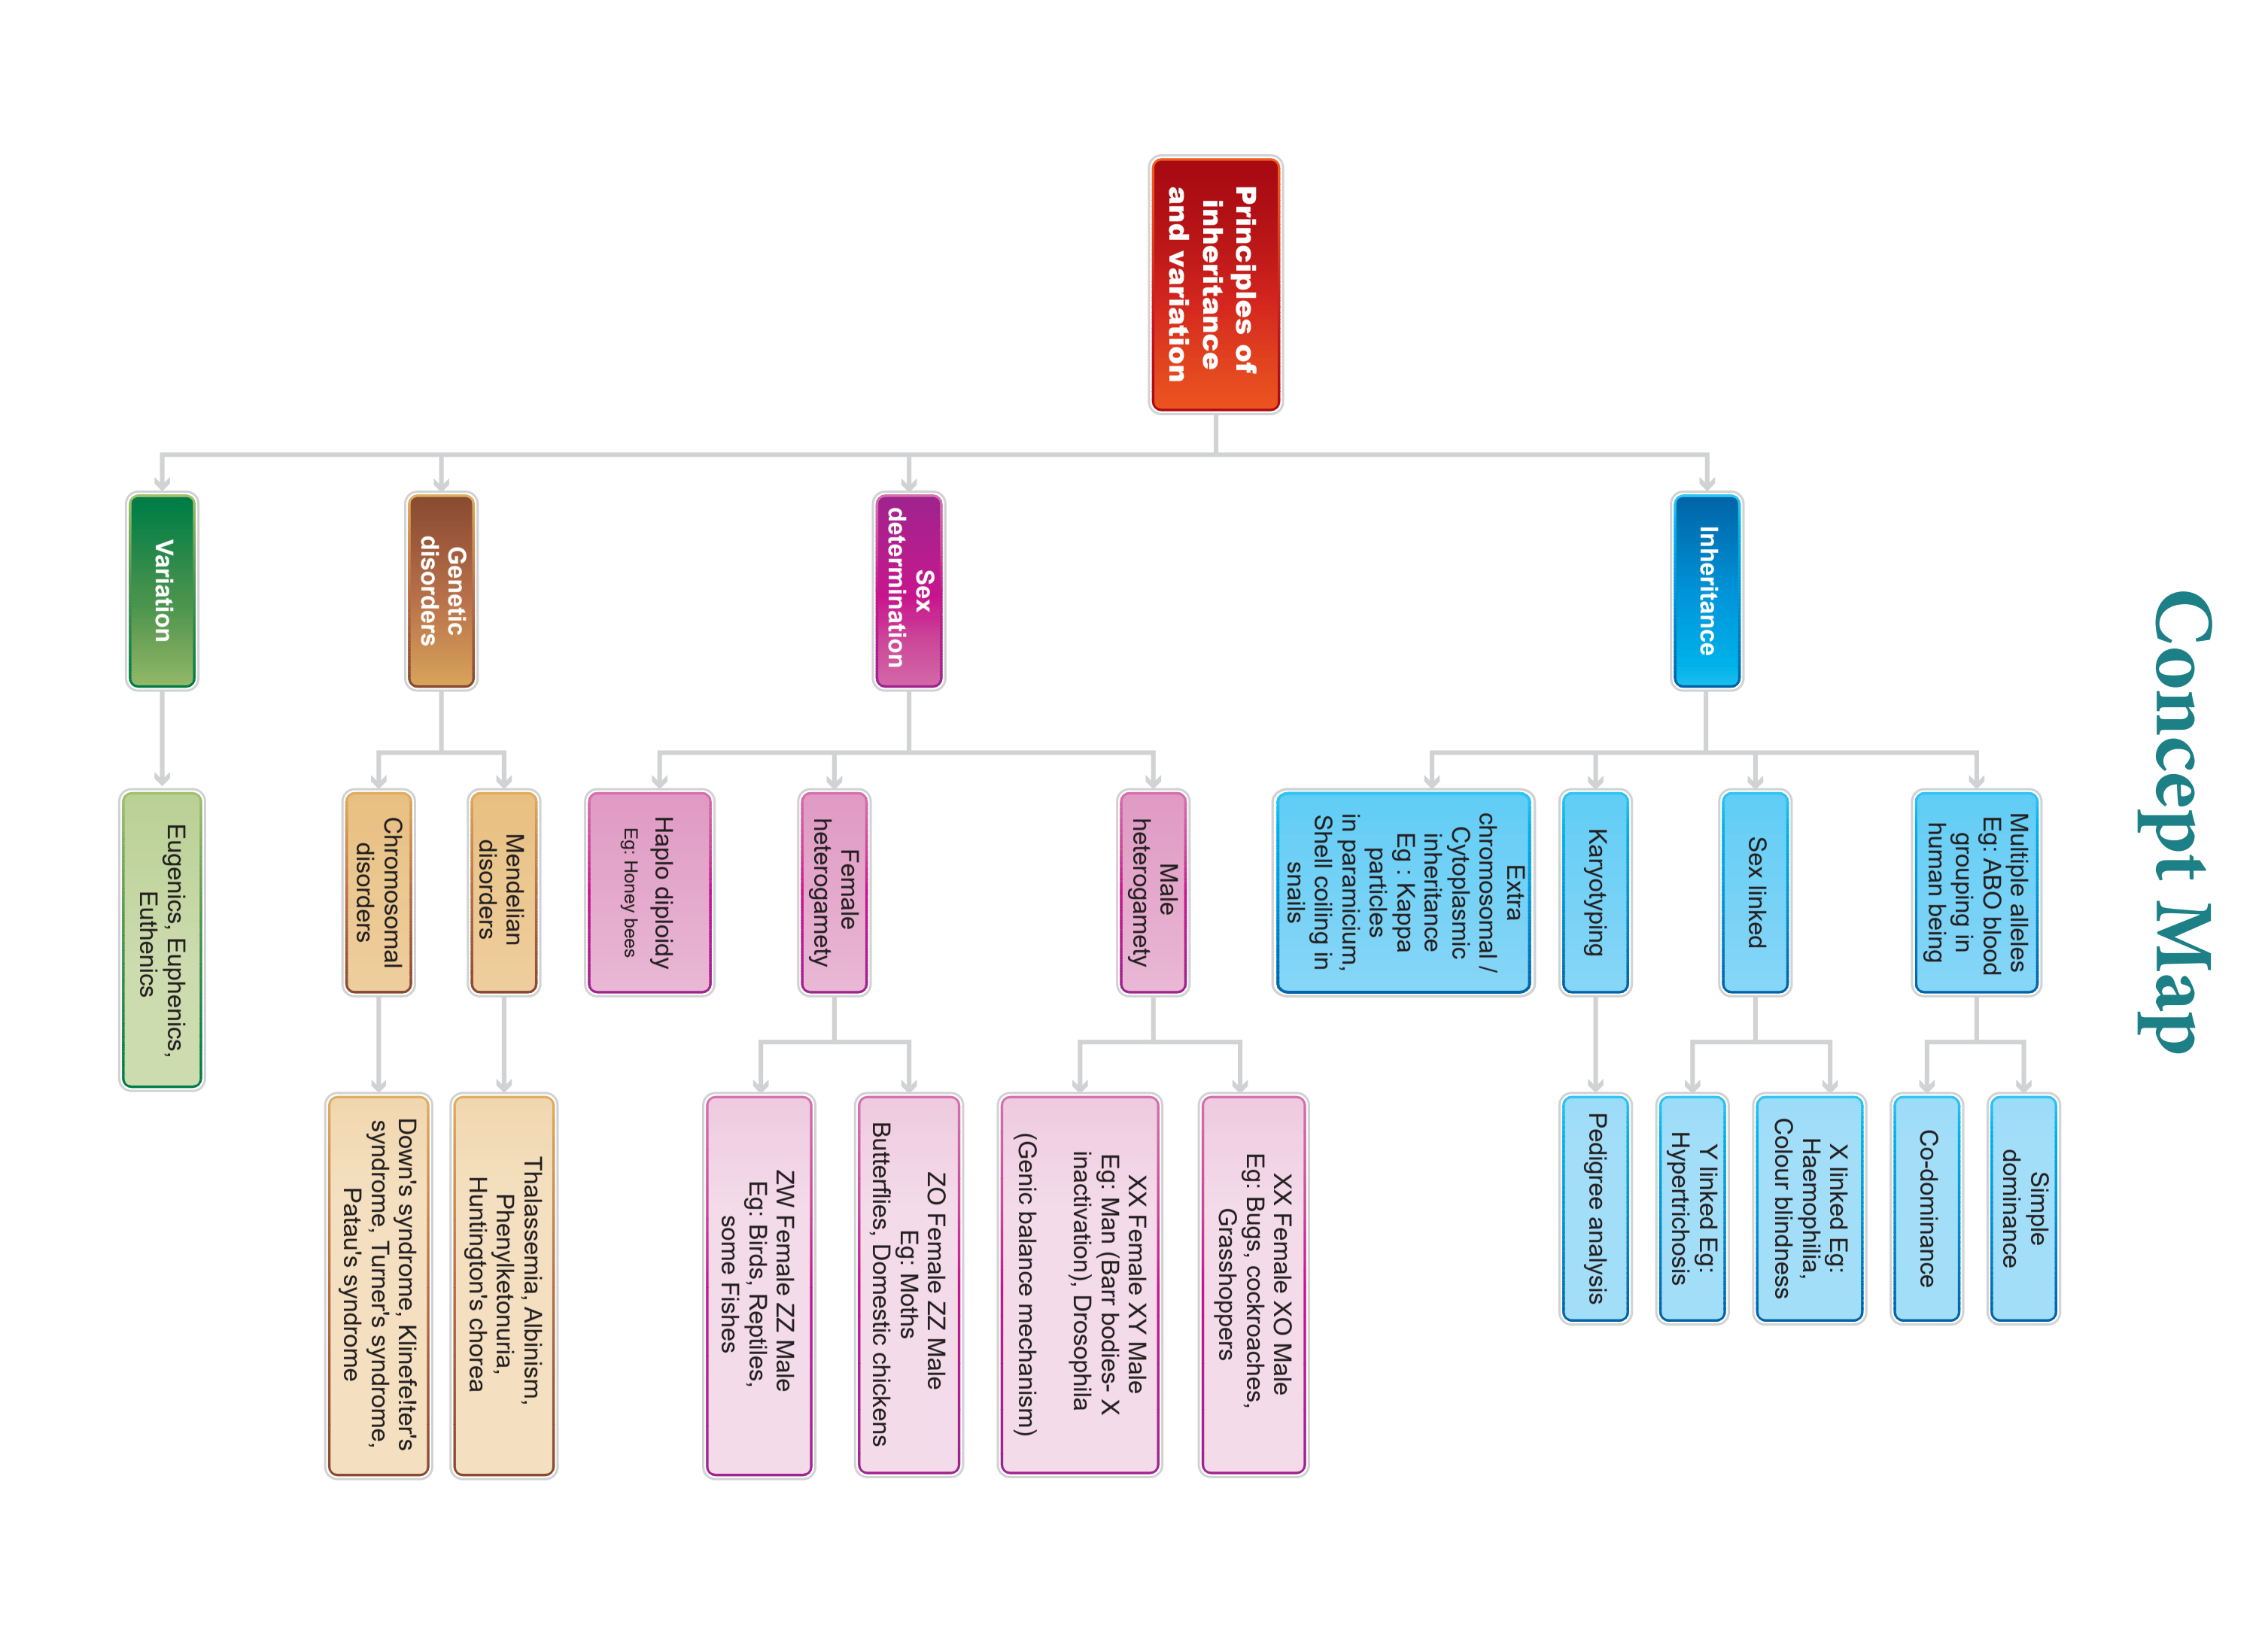 Concept Map
Principles of
inheritance
and variation
Inheritance
Multiple alleles
Eg: ABO blood
grouping in
human being
Simple
dominance
Co-dominance
Sex linked
X linked Eg:
Haemophilia,
Colour blindness
Y linked Eg:
Hypertrichosis
Karyotyping
Pedigree analysis
Extra
chromosomal /
Cytoplasmic
inheritance
Eg : Kappa
particles
in paramicium,
Shell coiling in
snails
Sex
determination
Male
heterogamety
XX Female XO Male
Eg: Bugs, cockroaches,
Grasshoppers
XX Female XY Male
Eg: Man (Barr bodies- X
inactivation), Drosophila
(Genic balance mechanism)
Female
heterogamety
ZO Female ZZ Male
Eg: Moths
Butterflies, Domestic chickens
ZW Female ZZ Male
Eg: Birds, Reptiles,
some Fishes
Haplo diploidy
Eg: Honey bees
Genetic
disorders
Mendelian
disorders
Thalassemia, Albinism,
Phenylketonuria,
Huntington's chorea
Chromosomal
disorders
Down's syndrome, Klinefe!ter's
syndrome, Turner's syndrome,
Patau's syndrome
Variation
Eugenics, Euphenics,
Euthenics